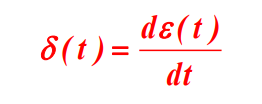 δ(t) = dε(t)/dt